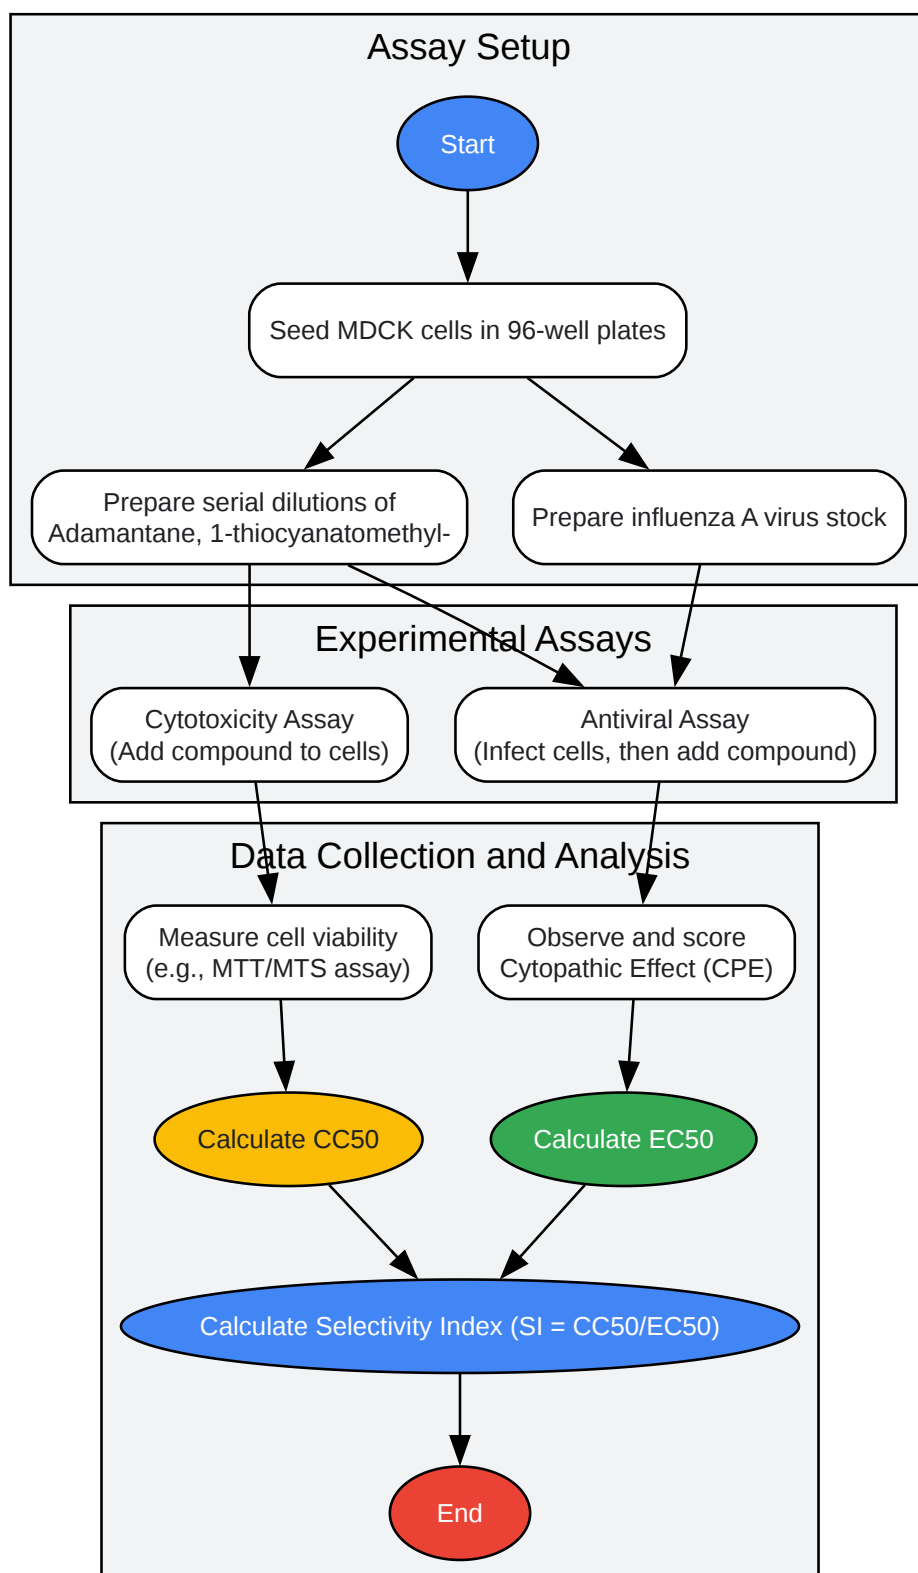 Assay Setup
Start
Seed MDCK cells in 96-well plates
Prepare serial dilutions of
Adamantane, 1-thiocyanatomethyl-
Prepare influenza A virus stock
Experimental Assays
Cytotoxicity Assay
(Add compound to cells)
Antiviral Assay
(Infect cells, then add compound)
Data Collection and Analysis
Measure cell viability
(e.g., MTT/MTS assay)
Observe and score
Cytopathic Effect (CPE)
Calculate CC50
Calculate EC50
Calculate Selectivity Index (SI = CC50/EC50)
End